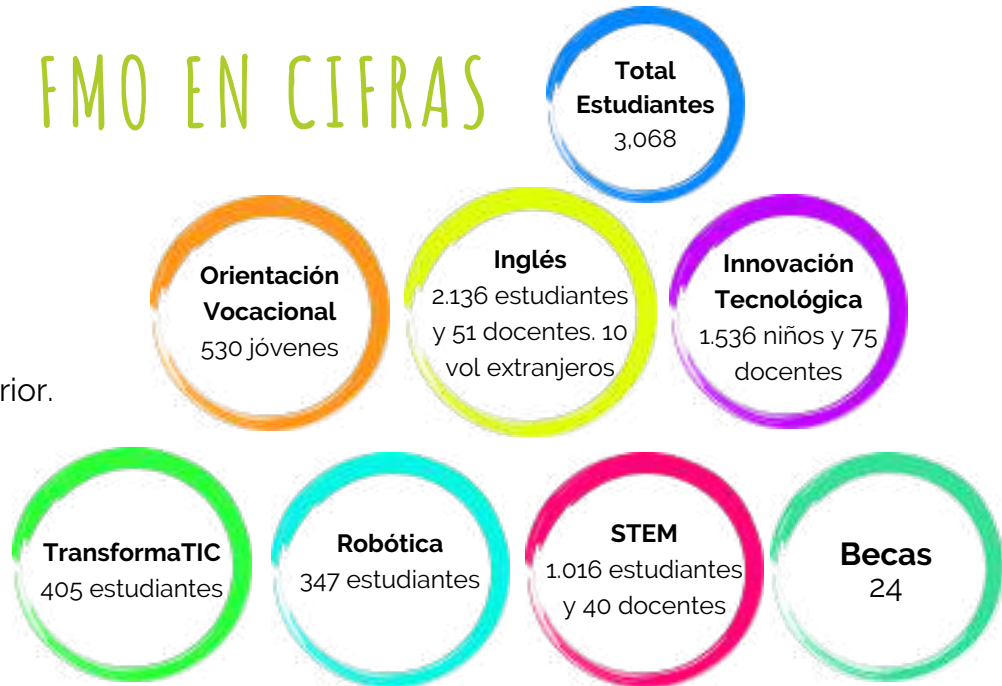 FMO EN CIFRAS
Total
Estudiantes
3,068
Orientación
Vocacional
530 jóvenes
Inglés
2.136 estudiantes
y 51 docentes. 10
vol extranjeros
Innovación
Tecnológica
1.536 niños y 75
docentes
rior.
TransformaTIC
405 estudiantes
Robótica
347 estudiantes
STEM
1.016 estudiantes
y 40 docentes
Becas
24